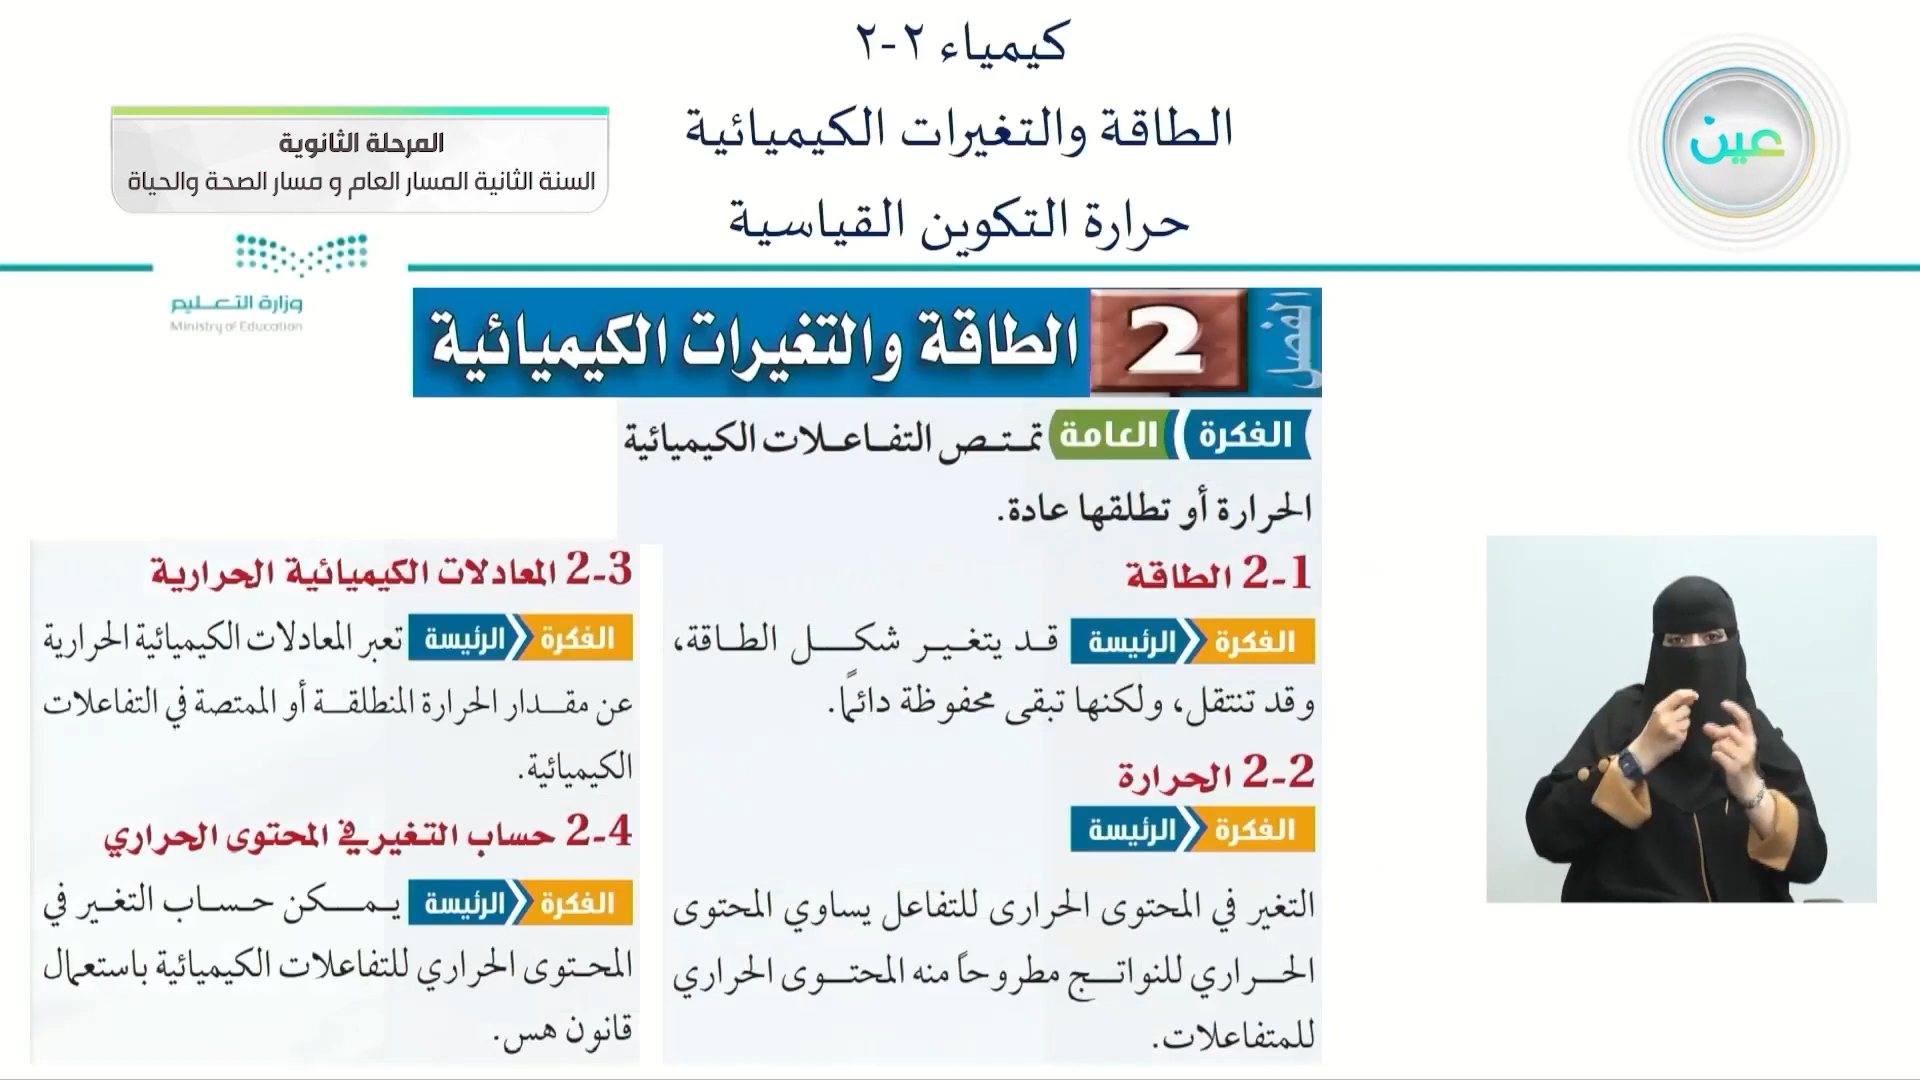 كيمياء ٢-٢
الطاقة والتغيرات الكيميائية
حرارة التكوين القياسية
عين
المرحلة الثانوية
السنة الثانية المسار العام و مسار الصحة والحياة
وزارة التعـليم
Ministry of Education
الفصل 2 الطاقة والتغيرات الكيميائية
الفكرة العامة تمتص التفاعلات الكيميائية
الحرارة أو تطلقها عادة.
2-1 الطاقة
الفكرة الرئيسة قد يتغير شكل الطاقة،
وقد تنتقل، ولكنها تبقى محفوظة دائمًا.
2-2 الحرارة
الفكرة الرئيسة
التغير في المحتوى الحرارى للتفاعل يساوي المحتوى
الحراري للنواتج مطروحاً منه المحتوى الحراري
للمتفاعلات.
2-3 المعادلات الكيميائية الحرارية
الفكرة الرئيسة تعبر المعادلات الكيميائية الحرارية
عن مقدار الحرارة المنطلقة أو الممتصة في التفاعلات
الكيميائية.
2-4 حساب التغير في المحتوى الحراري
الفكرة الرئيسة يمكن حساب التغير في
المحتوى الحراري للتفاعلات الكيميائية باستعمال
قانون هس.